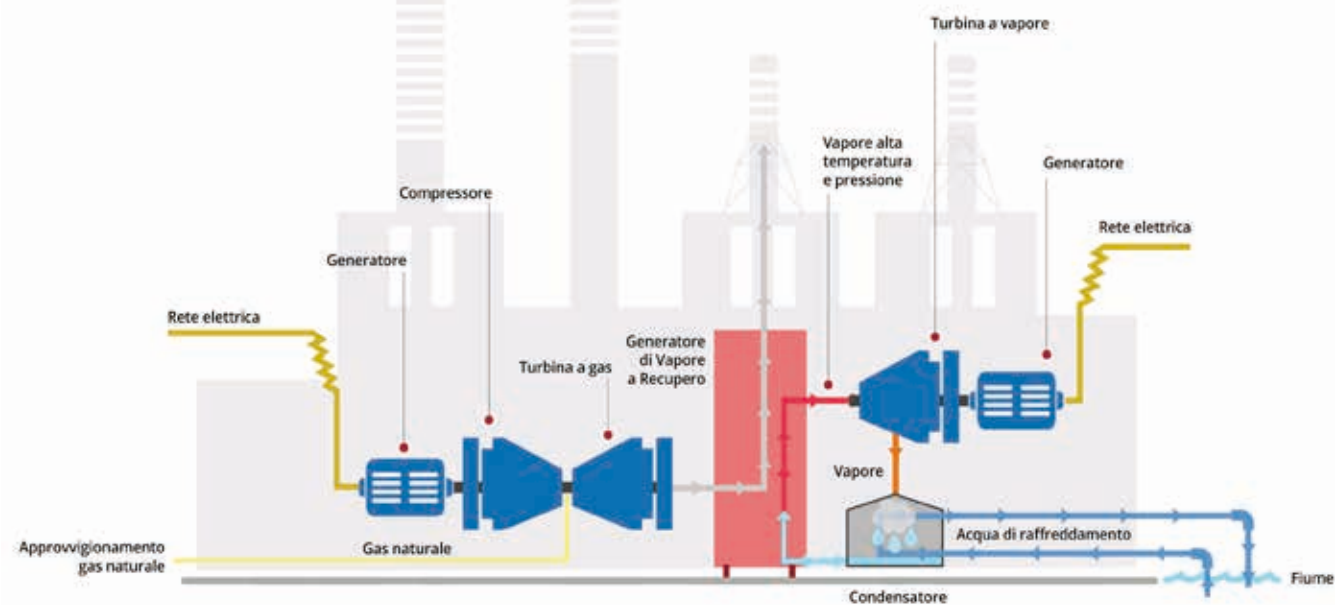 Turbina a vapore
Vapore alta
temperatura
e pressione
Generatore
Compressore
Rete elettrica
Generatore
Rete elettrica
Generatore
di Vapore
a Recupero
Turbina a gas
Vapore
Acqua di raffreddamento
Approvvigionamento
gas naturale
Gas naturale
Fiume
Condensatore